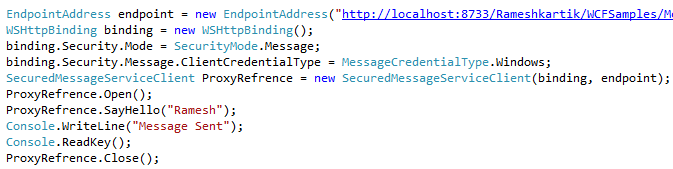 EndpointAddress endpoint = new EndpointAddress("http://localhost:8733/Rameshkartik/WCFSamples/Me
WSHttpBinding binding = new WSHttpBinding();
binding.Security.Mode = SecurityMode.Message;
binding.Security.Message.ClientCredentialType = MessageCredentialType.Windows;
SecuredMessageServiceClient ProxyRefrence = new SecuredMessageServiceClient(binding, endpoint);
ProxyRefrence.Open();
ProxyRefrence.SayHello("Ramesh");
Console.WriteLine("Message Sent");
Console.ReadKey();
ProxyRefrence.Close();